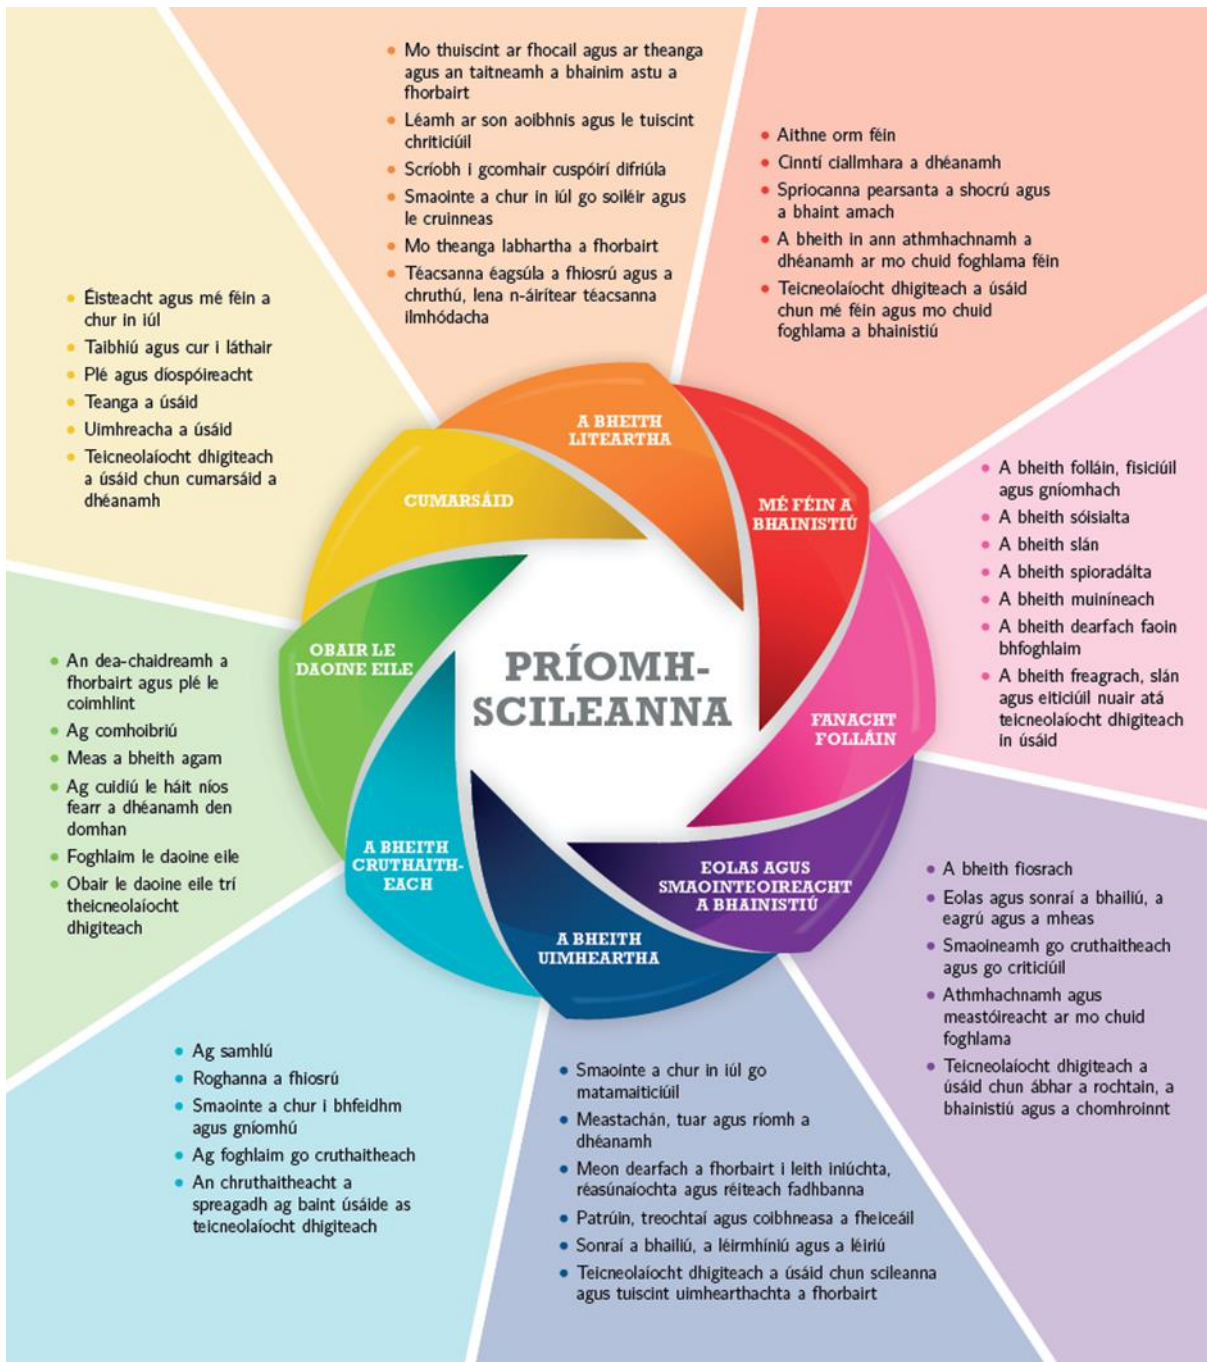 • Mo thuiscint ar fhocail agus ar theanga
agus an taitneamh a bhainim astu a
fhorbairt
• Léamh ar son aoibhnis agus le tuiscint
chriticiúil
• Scríobh i gcomhair cuspóirí difriúla
• Smaointe a chur in iúl go soiléir agus
le cruinneas
• Mo theanga labhartha a fhorbairt
• Téacsanna éagsúla a fhiosrú agus a
chruthú, lena n-áirítear téacsanna
ilmhódacha
• Aithne orm féin
• Cinntí ciallmhara a dhéanamh
• Spriocanna pearsanta a shocrú agus
a bhaint amach
• A bheith in ann athmhachnamh a
dhéanamh ar mo chuid foghlama féin
• Teicneolaíocht dhigiteach a úsáid
chun mé féin agus mo chuid
foghlama a bhainistiú
• Éisteacht agus mé féin a
chur in iúl
• Taibhiú agus cur i láthair
• Plé agus díospóireacht
• Teanga a úsáid
• Uimhreacha a úsáid
• Teicneolaíocht dhigiteach
a úsáid chun cumarsáid a
dhéanamh
• A bheith folláin, fisiciúil
agus gníomhach
• A bheith sóisialta
• A bheith slán
• A bheith spioradálta
• A bheith muiníneach
• A bheith dearfach faoin
bhfoghlaim
• A bheith freagrach, slán
agus eiticiúil nuair atá
teicneolaíocht dhigiteach
in úsáid
A BHEITH
LITEARTHA
CUMARSÁID
MÉ FÉIN A
BHAINISTIÚ
OBAIR LE
DAOINE EILE
PRÍOMH-
SCILEANNA
FANACHT
FOLLÁIN
A BHEITH
CRUTHAITH-
EACH
EOLAS AGUS
SMAOINTEOIREACHT
A BHAINISTIÚ
A BHEITH
UIMHEARTHA
• An dea-chaidreamh a
fhorbairt agus plé le
coimhlint
• Ag comhoibriú
• Meas a bheith agam
• Ag cuidiú le háit níos
fearr a dhéanamh den
domhan
• Foghlaim le daoine eile
• Obair le daoine eile trí
theicneolaíocht
dhigiteach
• A bheith fiosrach
• Eolas agus sonraí a bhailiú, a
eagrú agus a mheas
• Smaoineamh go cruthaitheach
agus go criticiúil
• Athmhachnamh agus
meastóireacht ar mo chuid
foghlama
• Teicneolaíocht dhigiteach a
úsáid chun ábhar a rochtain, a
bhainistiú agus a chomhroinnt
• Ag samhlú
• Roghanna a fhiosrú
• Smaointe a chur i bhfeidhm
agus gníomhú
• Ag foghlaim go cruthaitheach
• An chruthaitheacht a
spreagadh ag baint úsáide as
teicneolaíocht dhigiteach
• Smaointe a chur in iúl go
matamaiticiúil
• Meastachán, tuar agus ríomh a
dhéanamh
• Meon dearfach a fhorbairt i leith iniúchta,
réasúnaíochta agus réiteach fadhbanna
• Patrúin, treochtaí agus coibhneasa a fheiceáil
• Sonraí a bhailiú, a léirmhíniú agus a léiriú
• Teicneolaíocht dhigiteach a úsáid chun scileanna
agus tuiscint uimhearthachta a fhorbairt